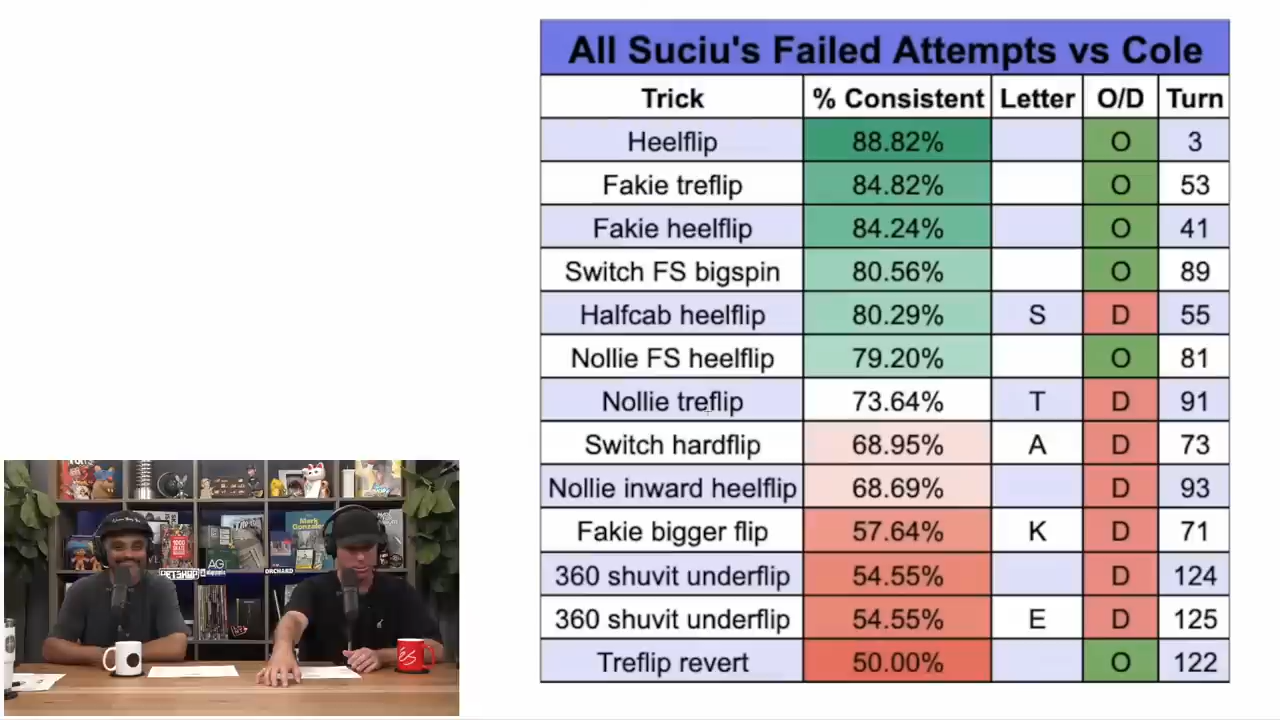 All Suciu's Failed Attempts vs Cole
Trick % Consistent Letter O/D Turn
Heelflip 88.82% O 3
Fakie treflip 84.82% O 53
Fakie heelflip 84.24% O 41
Switch FS bigspin 80.56% O 89
Halfcab heelflip 80.29% S D 55
Nollie FS heelflip 79.20% O 81
Nollie treflip 73.64% T D 91
Switch hardflip 68.95% A D 73
Nollie inward heelflip 68.69% D 93
Fakie bigger flip 57.64% K D 71
360 shuvit underflip 54.55% D 124
360 shuvit underflip 54.55% E D 125
Treflip revert 50.00% O 122
Mark
AG
ORCHARD
éS